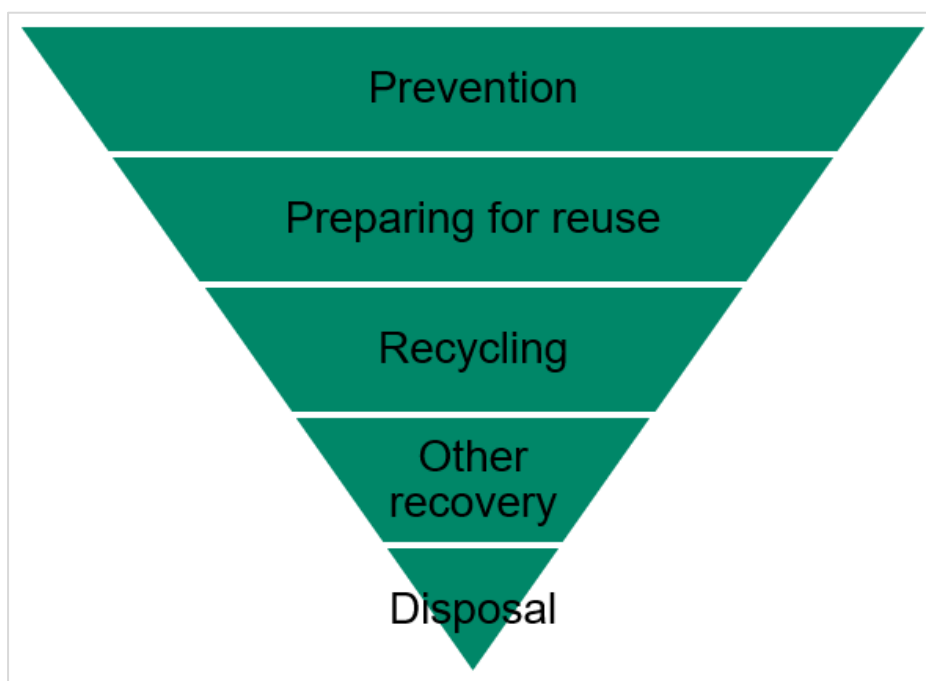 Prevention
Preparing for reuse
Recycling
Other
recovery
Disposal